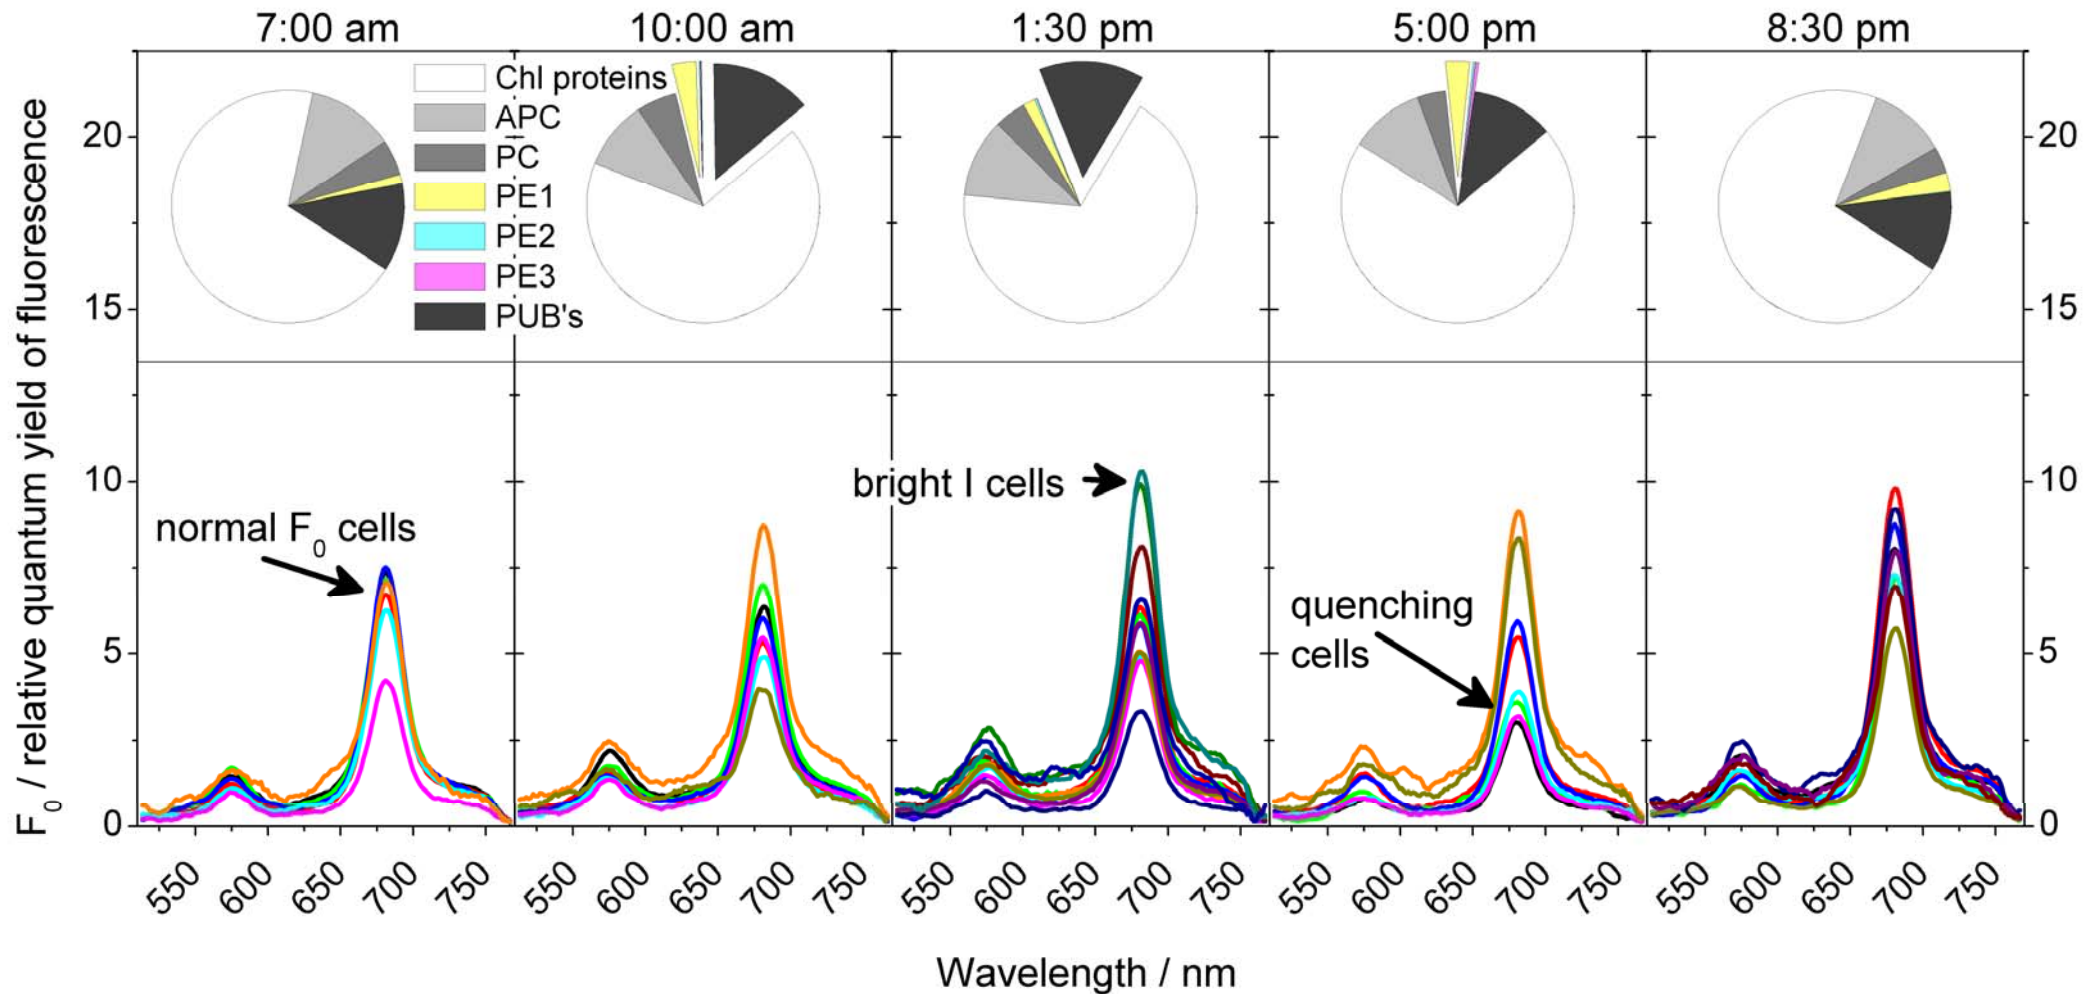 7:00 am
10:00 am
1:30 pm
5:00 pm
8:30 pm
Chl proteins
APC
PC
PE1
PE2
PE3
PUB's
F0 / relative quantum yield of fluorescence
20
15
10
5
0
20
15
10
5
0
normal F0 cells
bright I cells
quenching
cells
550 600 650 700 750
550 600 650 700 750
550 600 650 700 750
550 600 650 700 750
550 600 650 700 750
Wavelength / nm